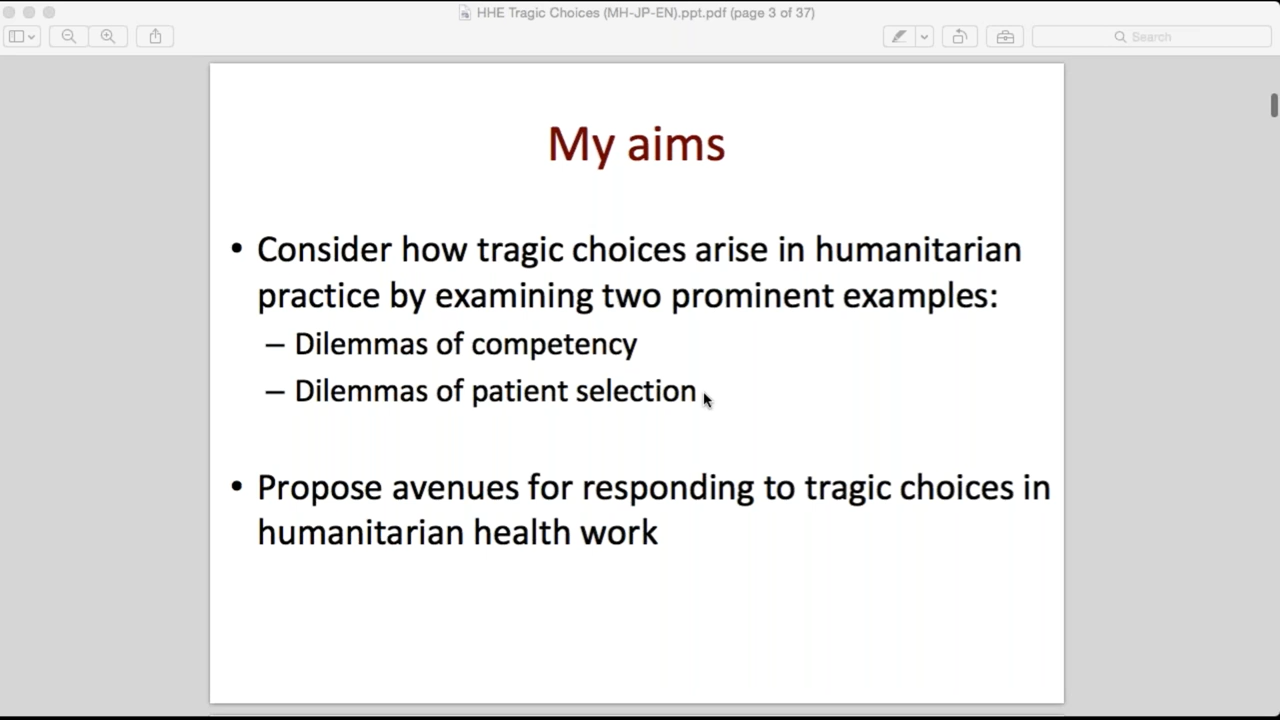 HHE Tragic Choices (MH-JP-EN).ppt.pdf (page 3 of 37)
Search
My aims
• Consider how tragic choices arise in humanitarian
practice by examining two prominent examples:
– Dilemmas of competency
– Dilemmas of patient selection
• Propose avenues for responding to tragic choices in
humanitarian health work